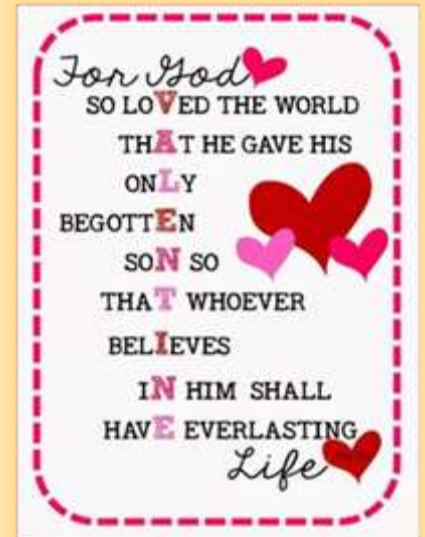 For God
SO LOVED THE WORLD
THAT HE GAVE HIS
ONLY
BEGOTTEN
SON SO
THAT WHOEVER
BELIEVES
IN HIM SHALL
HAVE EVERLASTING
Life